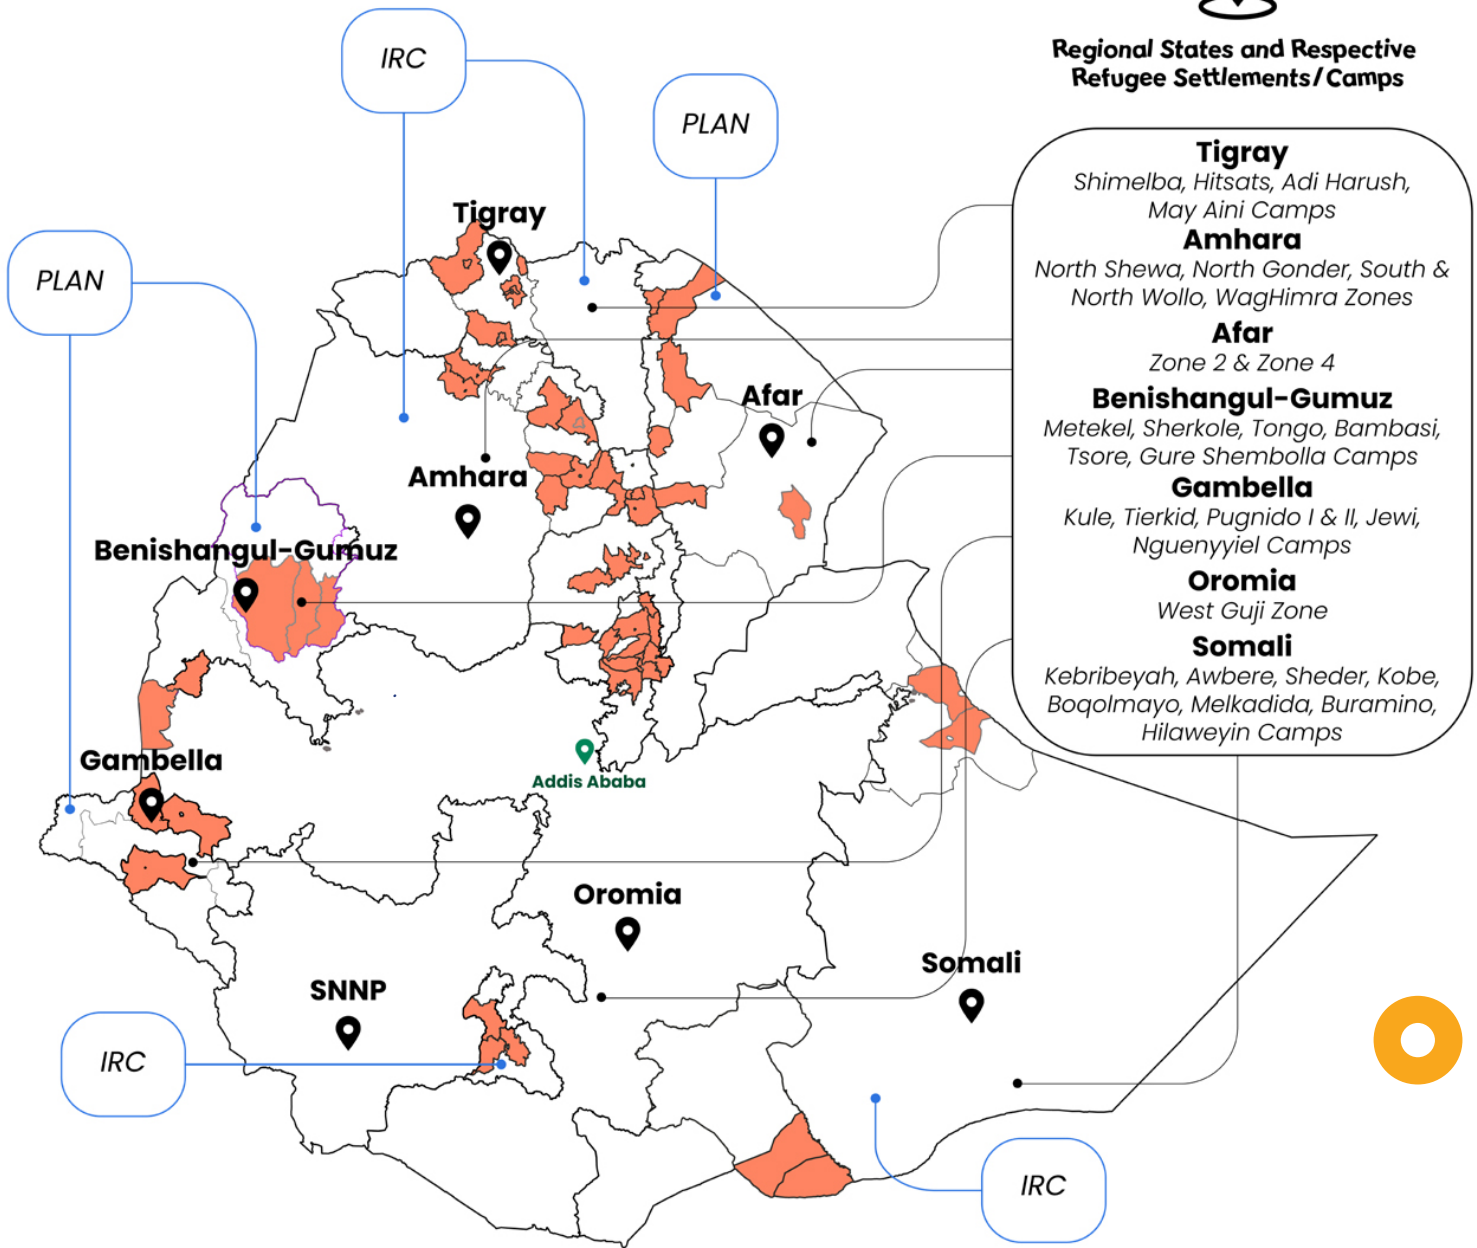 IRC
Regional States and Respective
Refugee Settlements/Camps
PLAN
Tigray
Shimelba, Hitsats, Adi Harush,
May Aini Camps
Amhara
North Shewa, North Gonder, South &
North Wollo, WagHimra Zones
Afar
Zone 2 & Zone 4
Benishangul-Gumuz
Metekel, Sherkole, Tongo, Bambasi,
Tsore, Gure Shembolla Camps
Gambella
Kule, Tierkid, Pugnido I & II, Jewi,
Nguenyyiel Camps
Oromia
West Guji Zone
Somali
Kebribeyah, Awbere, Sheder, Kobe,
Boqolmayo, Melkadida, Buramino,
Hilaweyin Camps
Tigray
PLAN
Afar
Amhara
Benishangul-Gumuz
Gambella
Addis Ababa
Oromia
Somali
SNNP
IRC
IRC